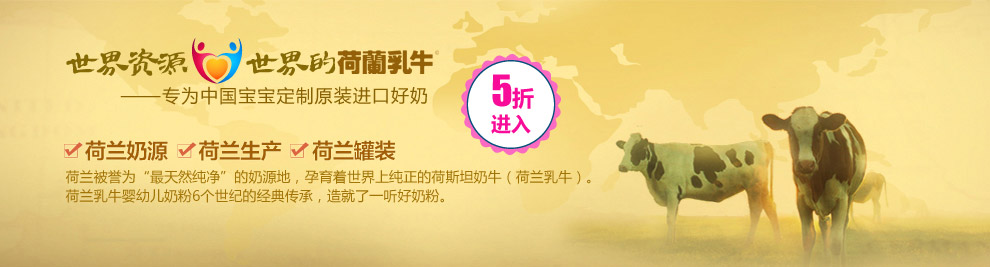 世界资源 世界的荷蘭乳牛®
——专为中国宝宝定制原装进口好奶
5折
进入
荷兰奶源 荷兰生产 荷兰罐装
荷兰被誉为“最天然纯净”的奶源地，孕育着世界上纯正的荷斯坦奶牛（荷兰乳牛）。
荷兰乳牛婴幼儿奶粉6个世纪的经典传承，造就了一听好奶粉。